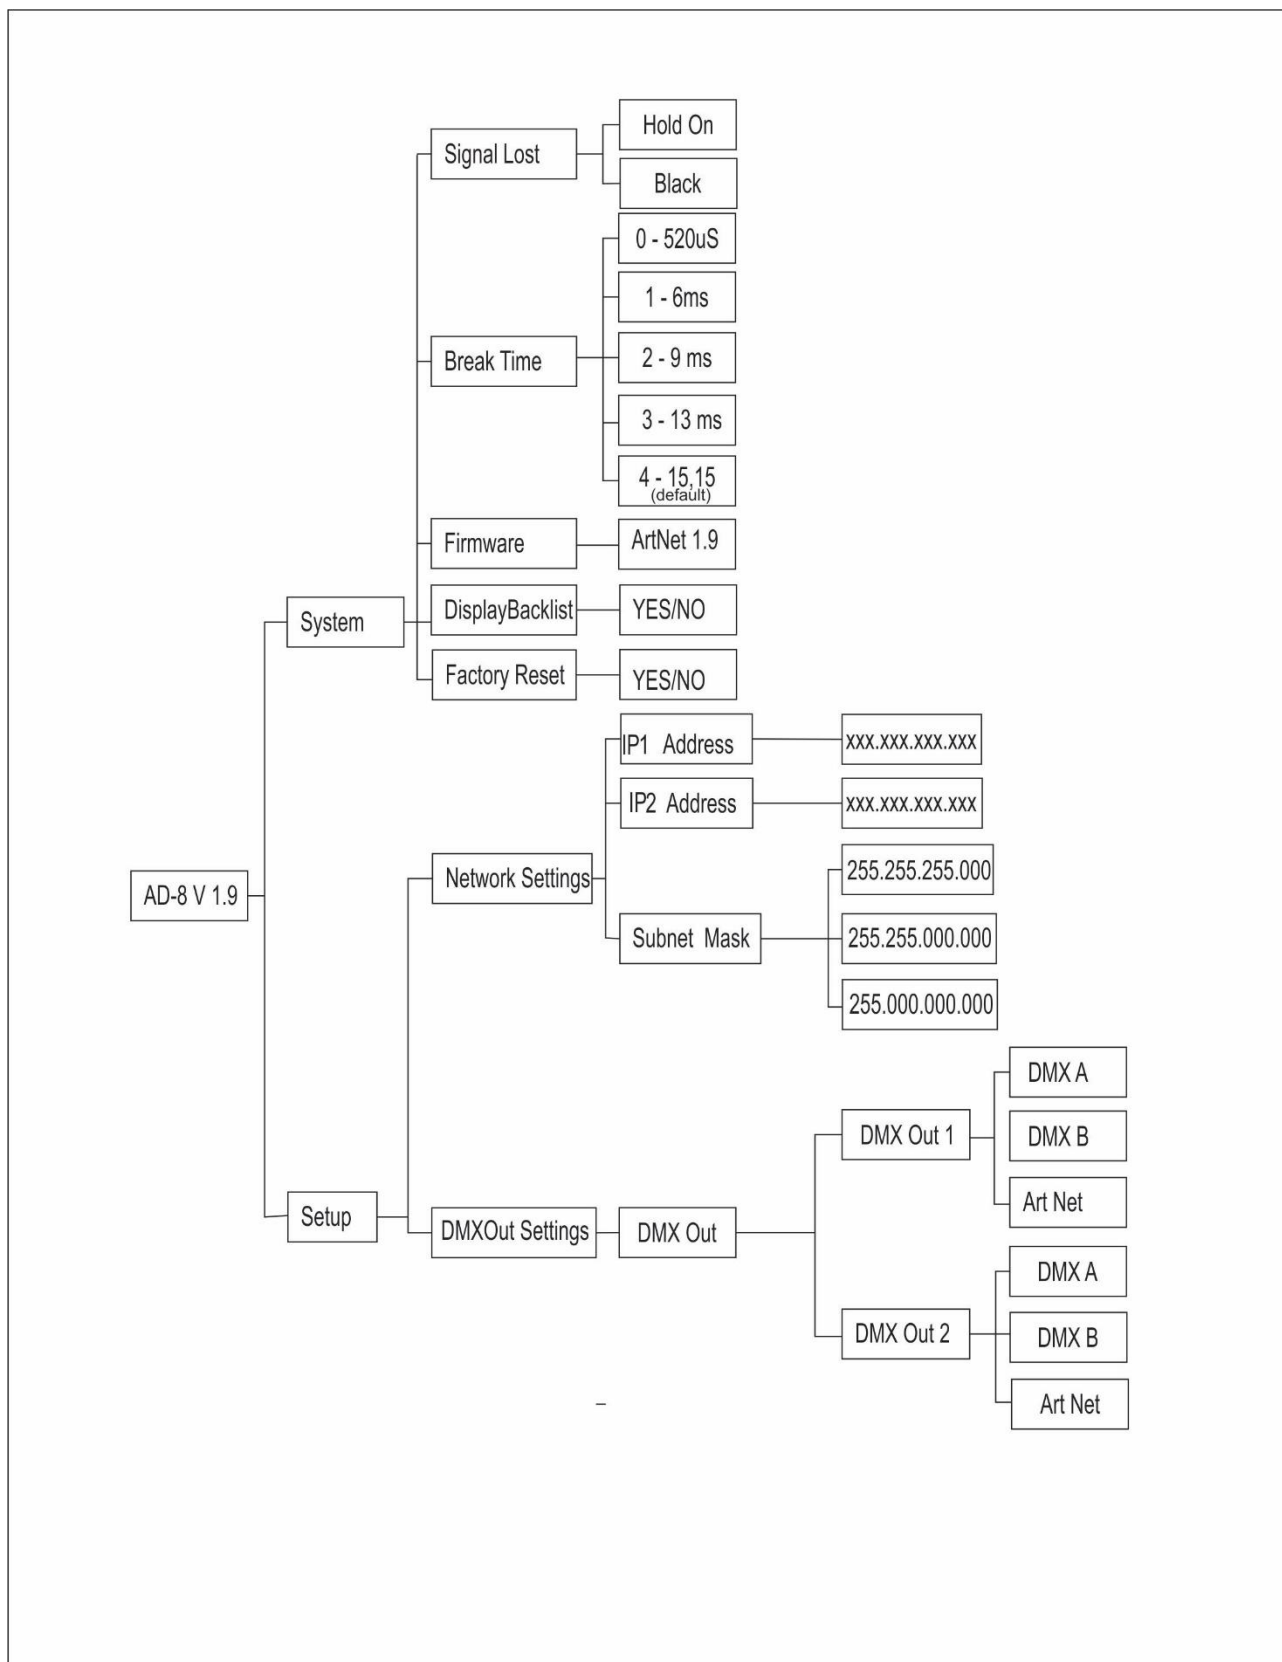 Hold On
Signal Lost
Black
0 - 520uS
1 - 6ms
Break Time
2 - 9 ms
3 - 13 ms
4 - 15,15
(default)
Firmware
ArtNet 1.9
DisplayBacklist
YES/NO
System
Factory Reset
YES/NO
IP1 Address
xxx.xxx.xxx.xxx
IP2 Address
xxx.xxx.xxx.xxx
Network Settings
255.255.255.000
AD-8 V 1.9
Subnet Mask
255.255.000.000
255.000.000.000
DMX A
DMX Out 1
DMX B
Art Net
Setup
DMXOut Settings
DMX Out
DMX A
DMX Out 2
DMX B
Art Net